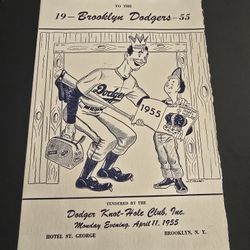 TO THE
19—Brooklyn Dodgers—55
Dodgers
1955
TENDERED BY THE
Dodger Knot-Hole Club, Inc.
Monday Evening, April 11, 1955
HOTEL ST. GEORGE BROOKLYN, N. Y.